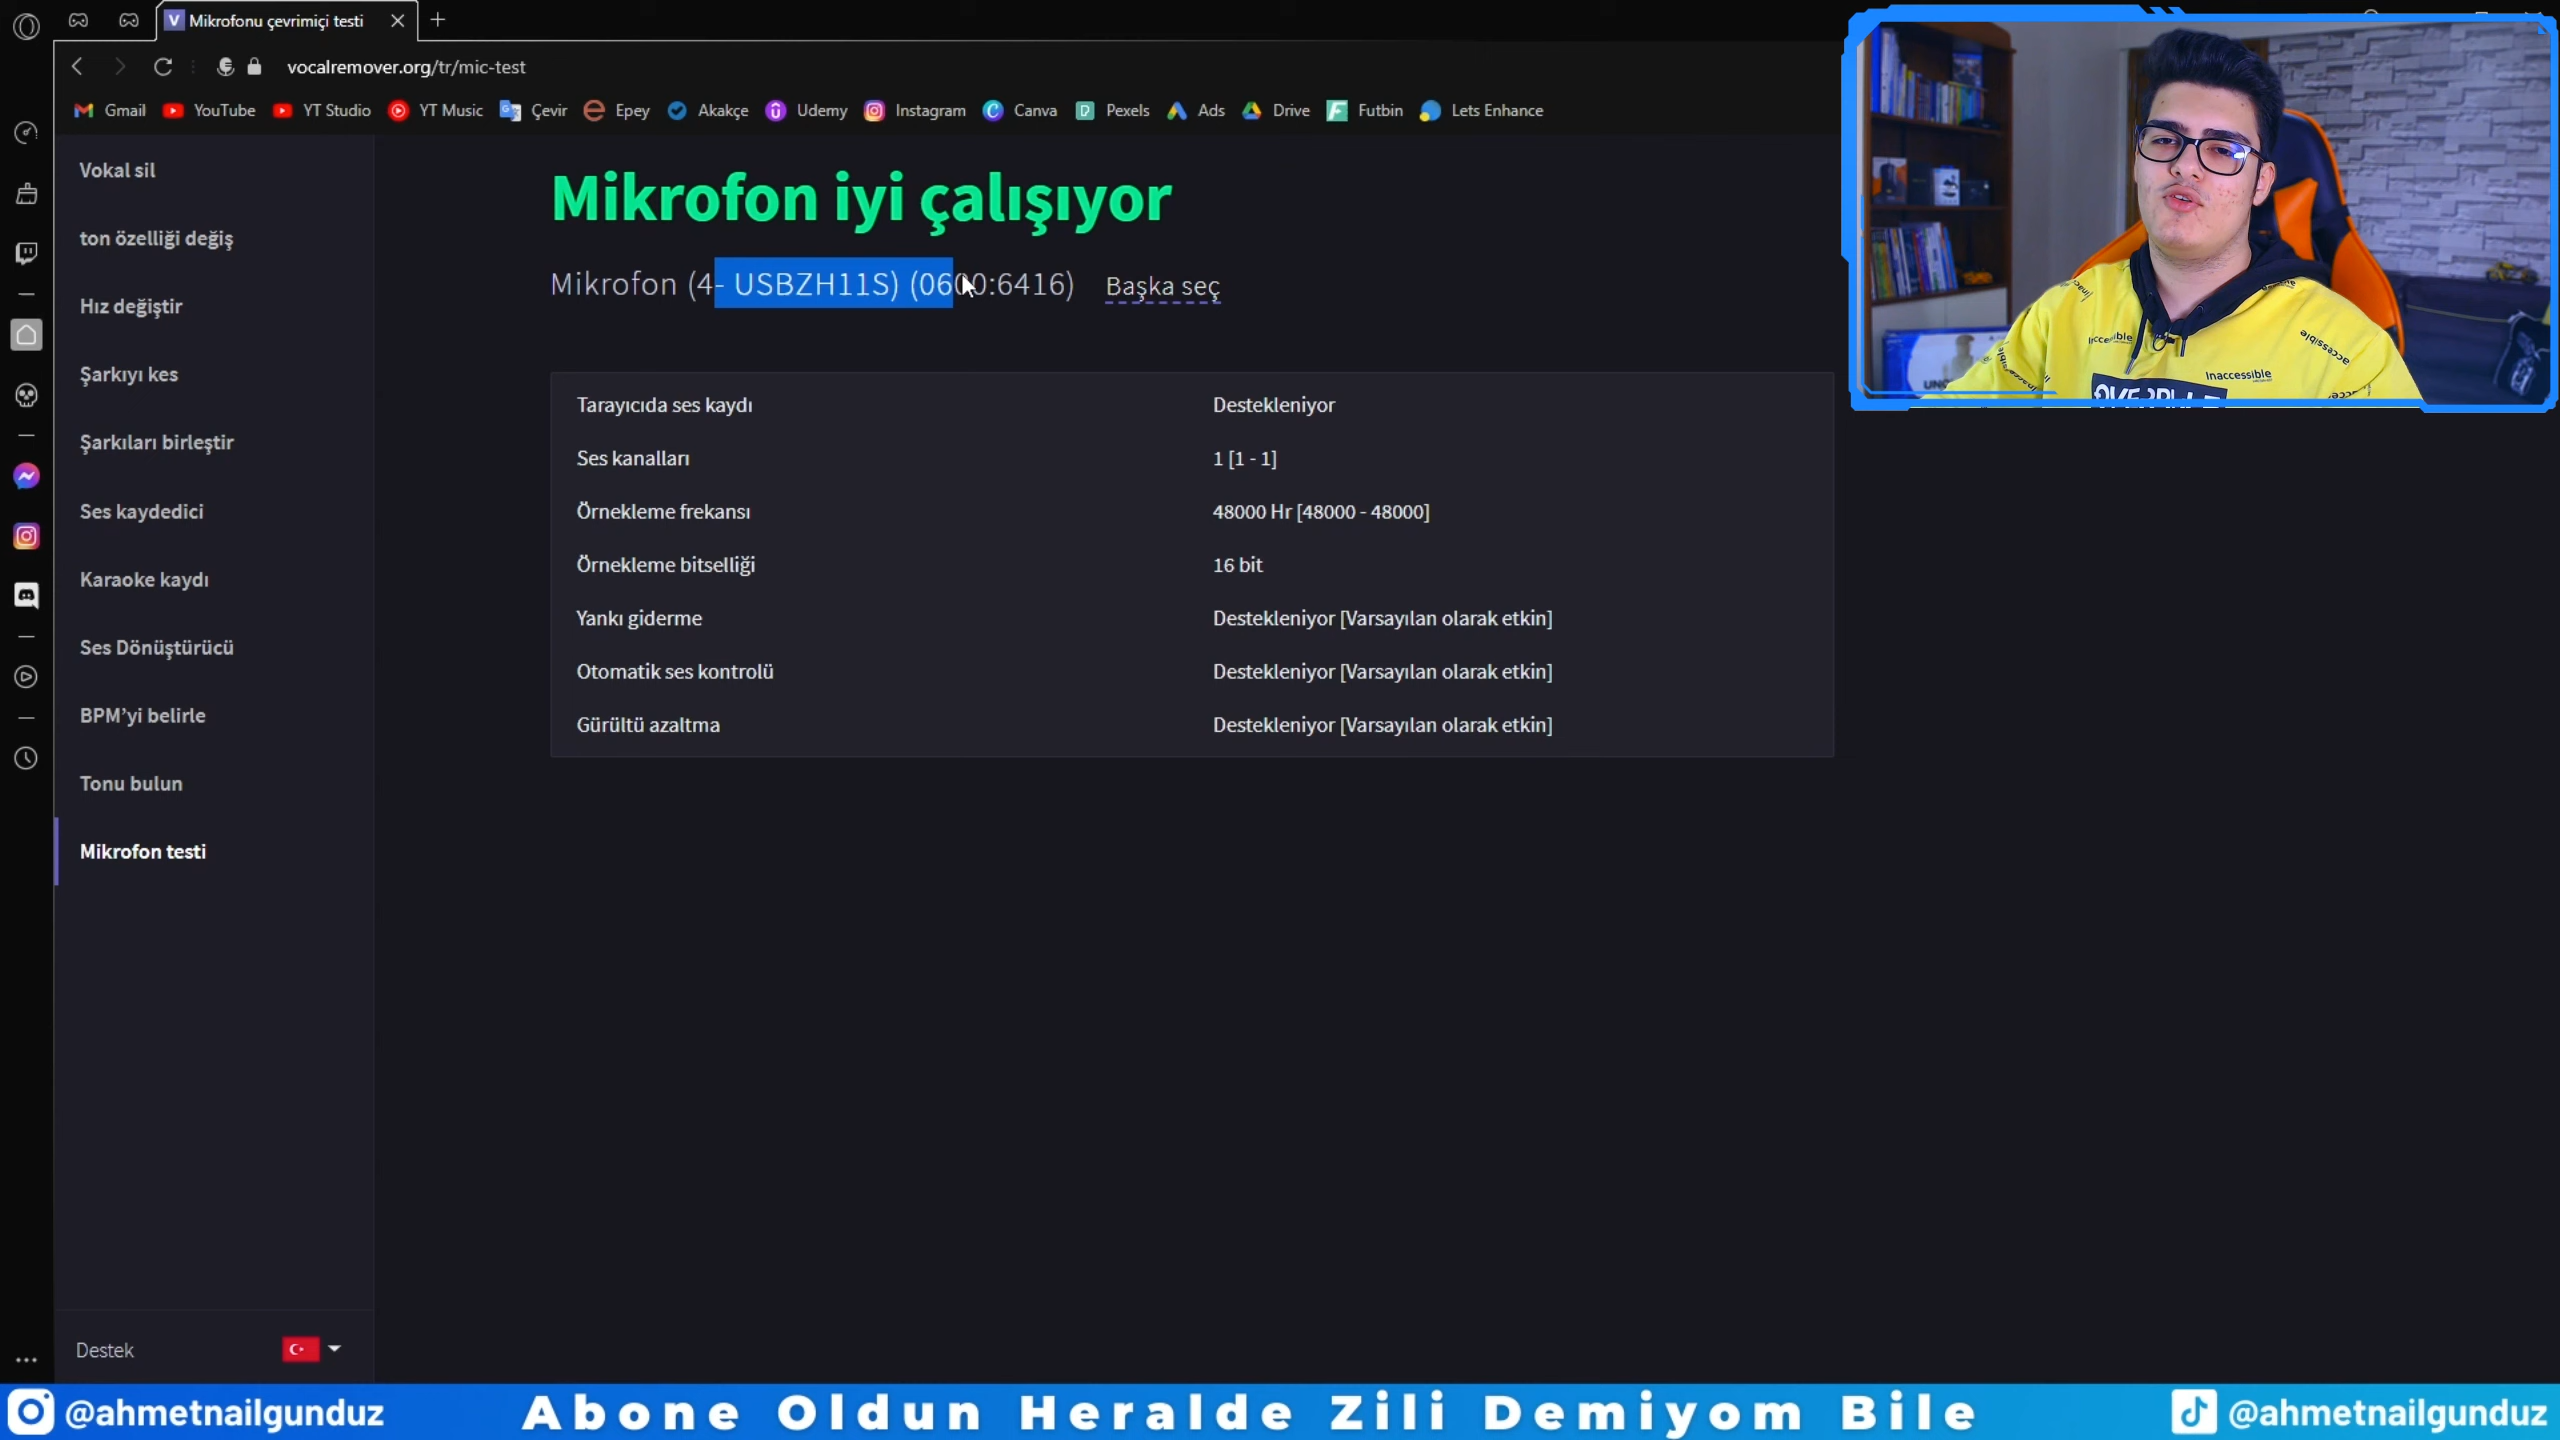 Mikrofonu çevrimiçi testi
vocalremover.org/tr/mic-test
Gmail YouTube YT Studio YT Music Çevir Epey Akakçe Udemy Instagram Canva Pexels Ads Drive Futbin Lets Enhance
Vokal sil
ton özelliği değiş
Hız değiştir
Şarkıyı kes
Şarkıları birleştir
Ses kaydedici
Karaoke kaydı
Ses Dönüştürücü
BPM’yi belirle
Tonu bulun
Mikrofon testi
Destek
Mikrofon iyi çalışıyor
Mikrofon (4- USBZH11S) (0600:6416) Başka seç
Tarayıcıda ses kaydı Destekleniyor
Ses kanalları 1 [1 - 1]
Örnekleme frekansı 48000 Hr [48000 - 48000]
Örnekleme bitselliği 16 bit
Yankı giderme Destekleniyor [Varsayılan olarak etkin]
Otomatik ses kontrolü Destekleniyor [Varsayılan olarak etkin]
Gürültü azaltma Destekleniyor [Varsayılan olarak etkin]
Inaccessible
@ahmetnailgunduz Abone Oldun Heralde Zili Demiyom Bile @ahmetnailgunduz